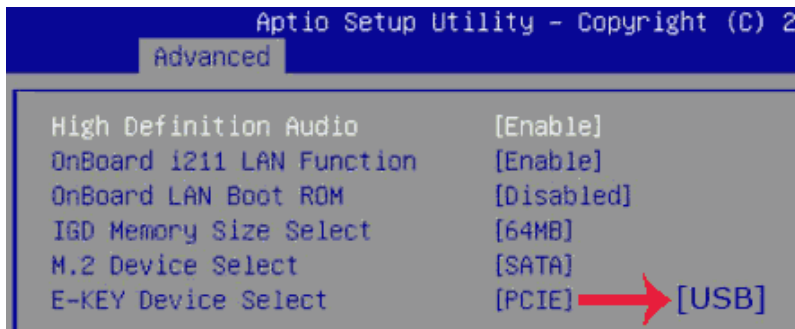 Aptio Setup Utility – Copyright (C) 2
Advanced
High Definition Audio [Enable]
OnBoard i211 LAN Function [Enable]
OnBoard LAN Boot ROM [Disabled]
IGD Memory Size Select [64MB]
M.2 Device Select [SATA]
E-KEY Device Select [PCIE] [USB]